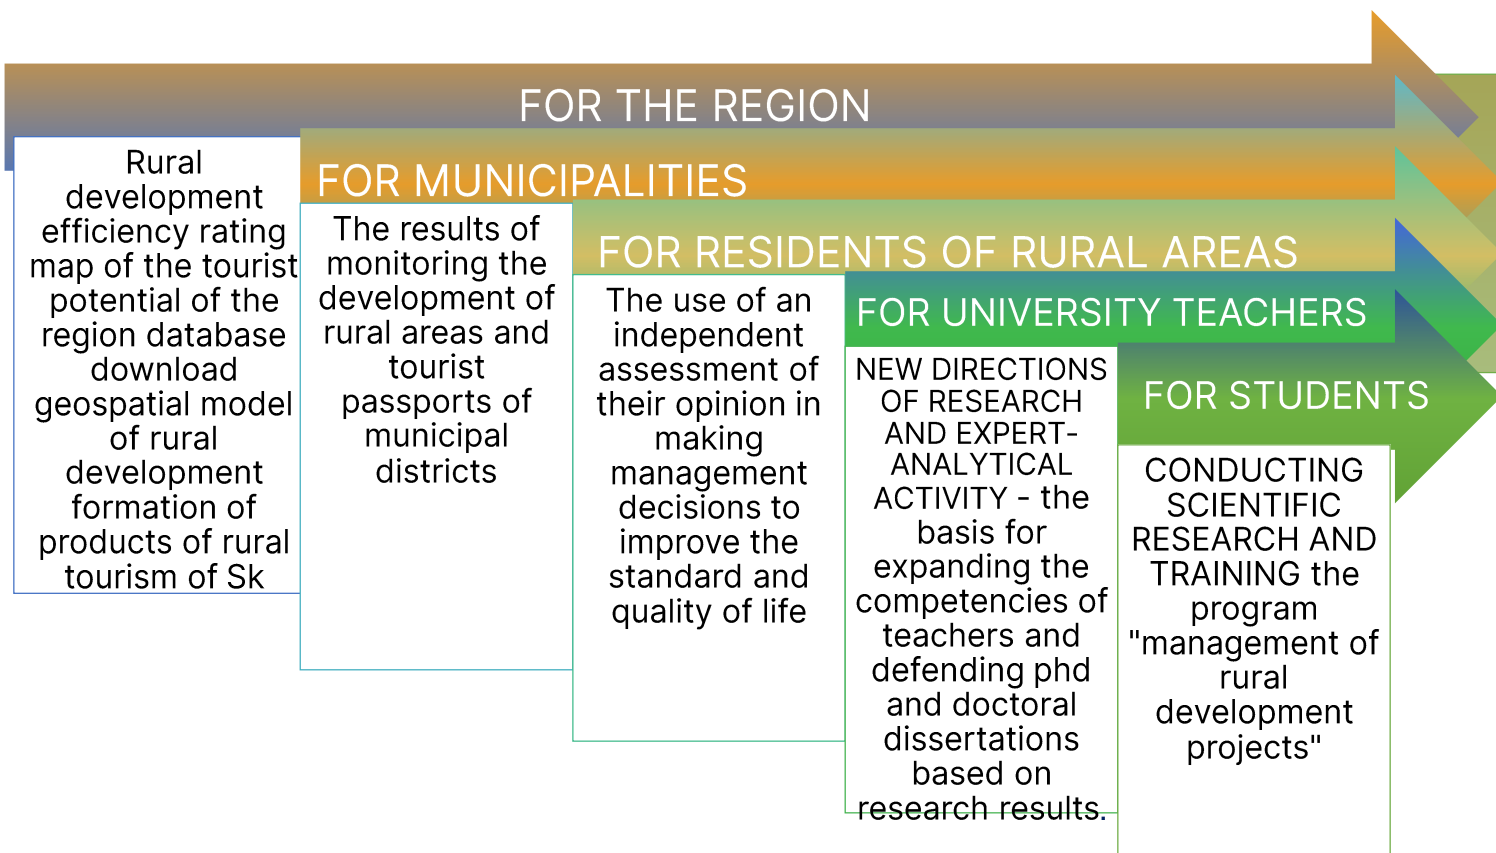 FOR THE REGION
Rural
development
efficiency rating
map of the tourist
potential of the
region database
download
geospatial model
of rural
development
formation of
products of rural
tourism of Sk
FOR MUNICIPALITIES
The results of
monitoring the
development of
rural areas and
tourist
passports of
municipal
districts
FOR RESIDENTS OF RURAL AREAS
The use of an
independent
assessment of
their opinion in
making
management
decisions to
improve the
standard and
quality of life
FOR UNIVERSITY TEACHERS
NEW DIRECTIONS
OF RESEARCH
AND EXPERT-
ANALYTICAL
ACTIVITY - the
basis for
expanding the
competencies of
teachers and
defending phd
and doctoral
dissertations
based on
research results.
FOR STUDENTS
CONDUCTING
SCIENTIFIC
RESEARCH AND
TRAINING the
program
"management of
rural
development
projects"